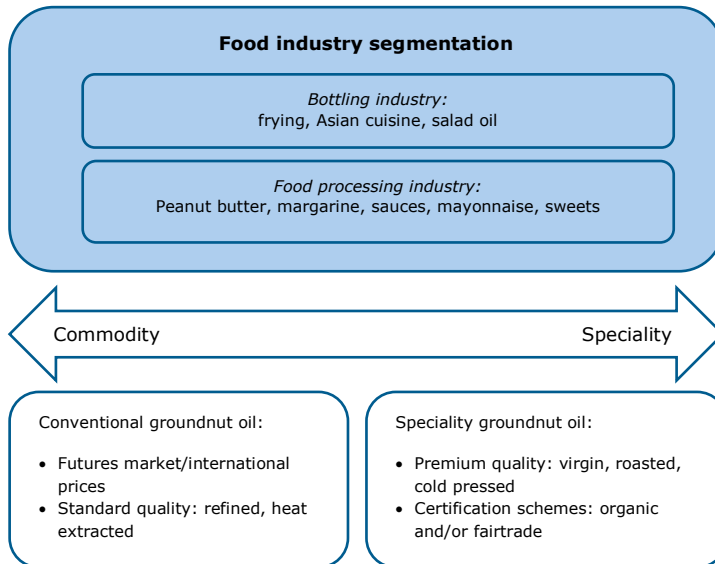 Food industry segmentation
Bottling industry:
frying, Asian cuisine, salad oil
Food processing industry:
Peanut butter, margarine, sauces, mayonnaise, sweets
Commodity
Speciality
Conventional groundnut oil:
• Futures market/international
prices
• Standard quality: refined, heat
extracted
Speciality groundnut oil:
• Premium quality: virgin, roasted,
cold pressed
• Certification schemes: organic
and/or fairtrade